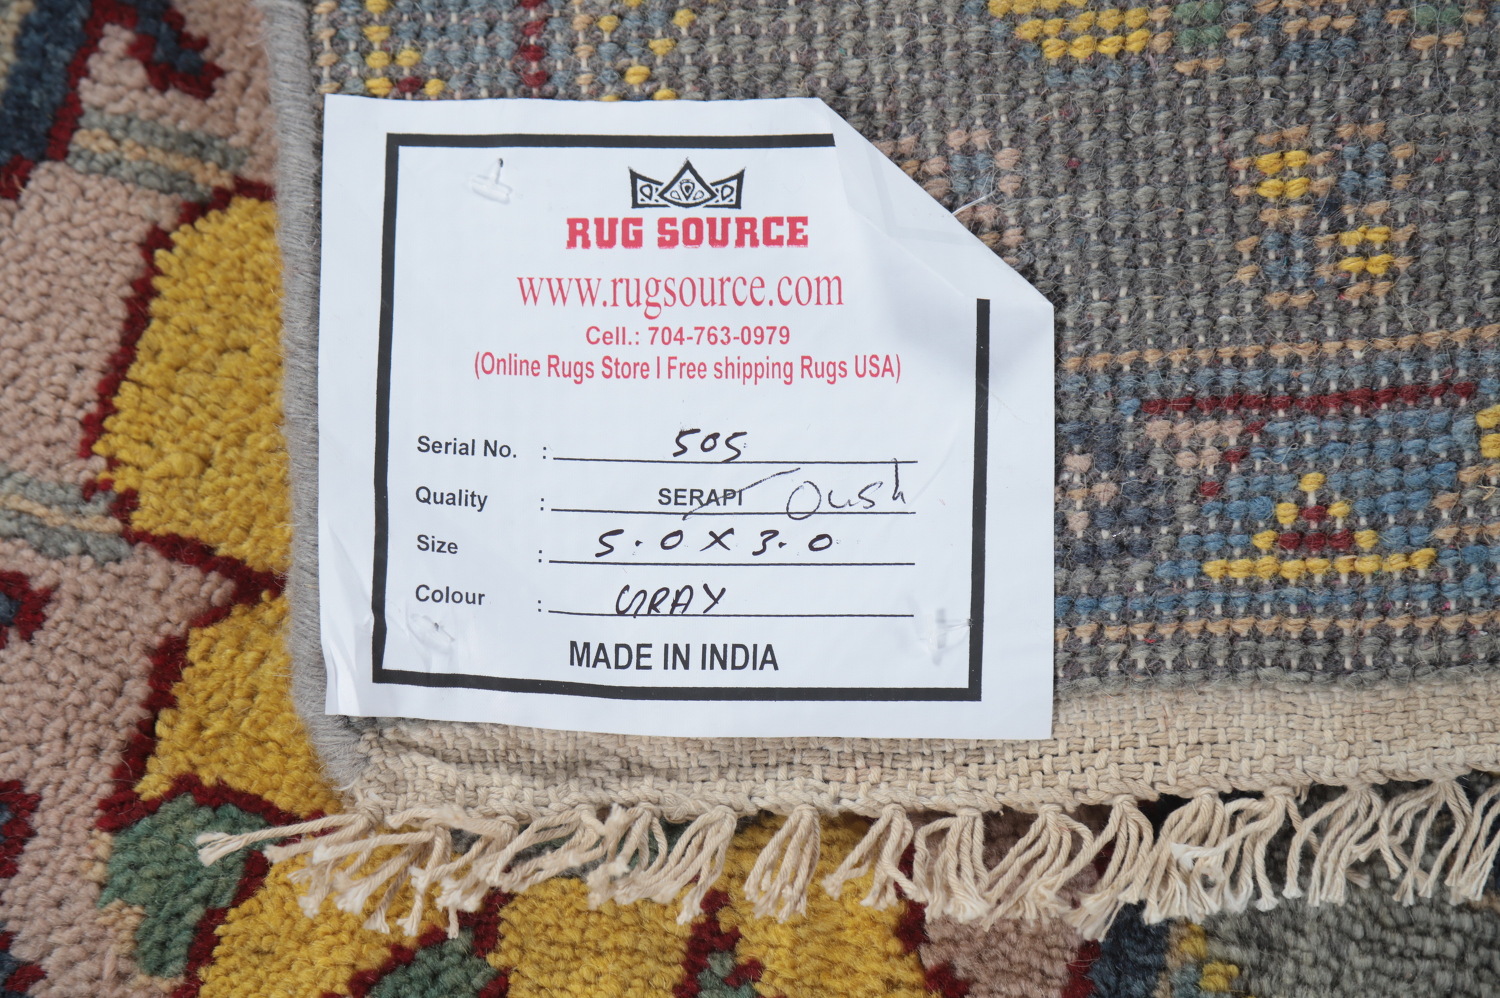 RUG SOURCE
www.rugsource.com
Cell.: 704-763-0979
(Online Rugs Store I Free shipping Rugs USA)
Serial No. : 505
Quality : SERAPI Oush
Size : 5.0 X 3.0
Colour : GRAY
MADE IN INDIA